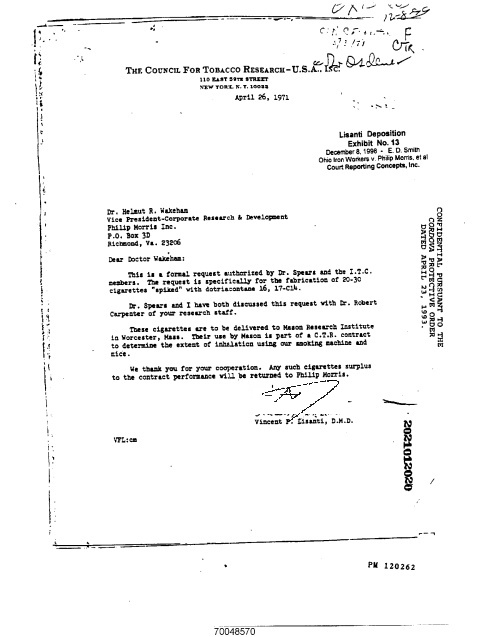 12-8-98
F
CTR
Dr Osdene
THE COUNCIL FOR TOBACCO RESEARCH-U.S.A., INC.
110 EAST 59TH STREET
NEW YORK, N. Y. 10022
April 26, 1971
Lisanti Deposition
Exhibit No. 13
December 8, 1998 - E. D. Smith
Ohio Iron Workers v. Philip Morris, et al
Court Reporting Concepts, Inc.
Dr. Helmut R. Wakeham
Vice President-Corporate Research & Development
Philip Morris Inc.
P.O. Box 3D
Richmond, Va. 23206
Dear Doctor Wakeham:
This is a formal request authorized by Dr. Spears and the I.T.C.
members. The request is specifically for the fabrication of 20-30
cigarettes "spiked" with dotriacontane 16, 17-C14.
Dr. Spears and I have both discussed this request with Dr. Robert
Carpenter of your research staff.
These cigarettes are to be delivered to Mason Research Institute
in Worcester, Mass. Their use by Mason is part of a C.T.R. contract
to determine the extent of inhalation using our smoking machine and
mice.
We thank you for your cooperation. Any such cigarettes surplus
to the contract performance will be returned to Philip Morris.
Vincent F. Lisanti, D.M.D.
VFL:cm
CONFIDENTIAL PURSUANT TO THE
CORDOVA PROTECTIVE ORDER
DATED APRIL 23, 1993.
2021012020
PM 120262
70048570